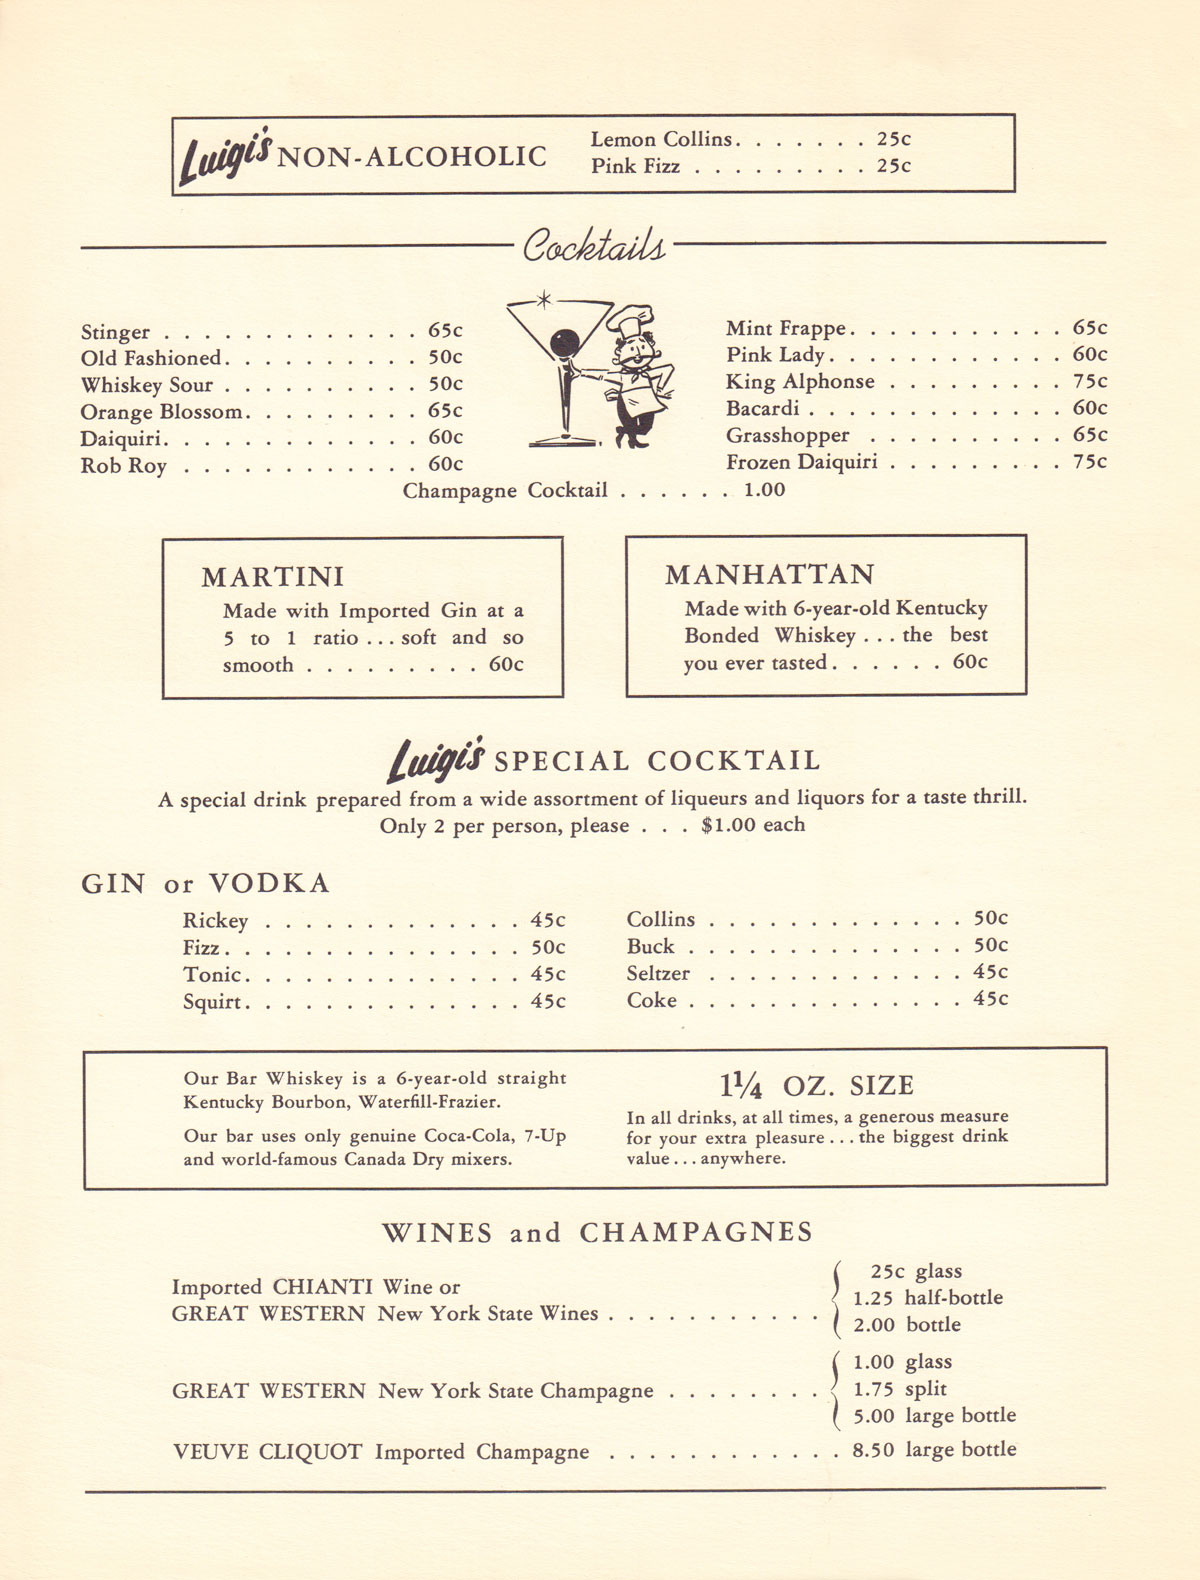 Luigi's NON-ALCOHOLIC
Lemon Collins. . . . . . . 25c
Pink Fizz . . . . . . . . . 25c
Cocktails
Stinger . . . . . . . . . . . . . 65c
Old Fashioned. . . . . . . . . . 50c
Whiskey Sour . . . . . . . . . . 50c
Orange Blossom. . . . . . . . . 65c
Daiquiri. . . . . . . . . . . . . 60c
Rob Roy . . . . . . . . . . . . 60c
Mint Frappe. . . . . . . . . . . 65c
Pink Lady. . . . . . . . . . . . 60c
King Alphonse . . . . . . . . . 75c
Bacardi . . . . . . . . . . . . . 60c
Grasshopper . . . . . . . . . . 65c
Frozen Daiquiri . . . . . . . . . 75c
Champagne Cocktail . . . . . . 1.00
MARTINI
Made with Imported Gin at a
5 to 1 ratio ... soft and so
smooth . . . . . . . . . 60c
MANHATTAN
Made with 6-year-old Kentucky
Bonded Whiskey ... the best
you ever tasted. . . . . . 60c
Luigi's SPECIAL COCKTAIL
A special drink prepared from a wide assortment of liqueurs and liquors for a taste thrill.
Only 2 per person, please . . . $1.00 each
GIN or VODKA
Rickey . . . . . . . . . . . . . 45c
Fizz. . . . . . . . . . . . . . . 50c
Tonic. . . . . . . . . . . . . . 45c
Squirt. . . . . . . . . . . . . . 45c
Collins . . . . . . . . . . . . . 50c
Buck . . . . . . . . . . . . . . 50c
Seltzer . . . . . . . . . . . . . 45c
Coke . . . . . . . . . . . . . . 45c
Our Bar Whiskey is a 6-year-old straight
Kentucky Bourbon, Waterfill-Frazier.
Our bar uses only genuine Coca-Cola, 7-Up
and world-famous Canada Dry mixers.
1¼ OZ. SIZE
In all drinks, at all times, a generous measure
for your extra pleasure ... the biggest drink
value ... anywhere.
WINES and CHAMPAGNES
Imported CHIANTI Wine or
GREAT WESTERN New York State Wines . . . . . . . . . . .
25c glass
1.25 half-bottle
2.00 bottle
GREAT WESTERN New York State Champagne . . . . . . . .
1.00 glass
1.75 split
5.00 large bottle
VEUVE CLIQUOT Imported Champagne . . . . . . . . . . . . 8.50 large bottle